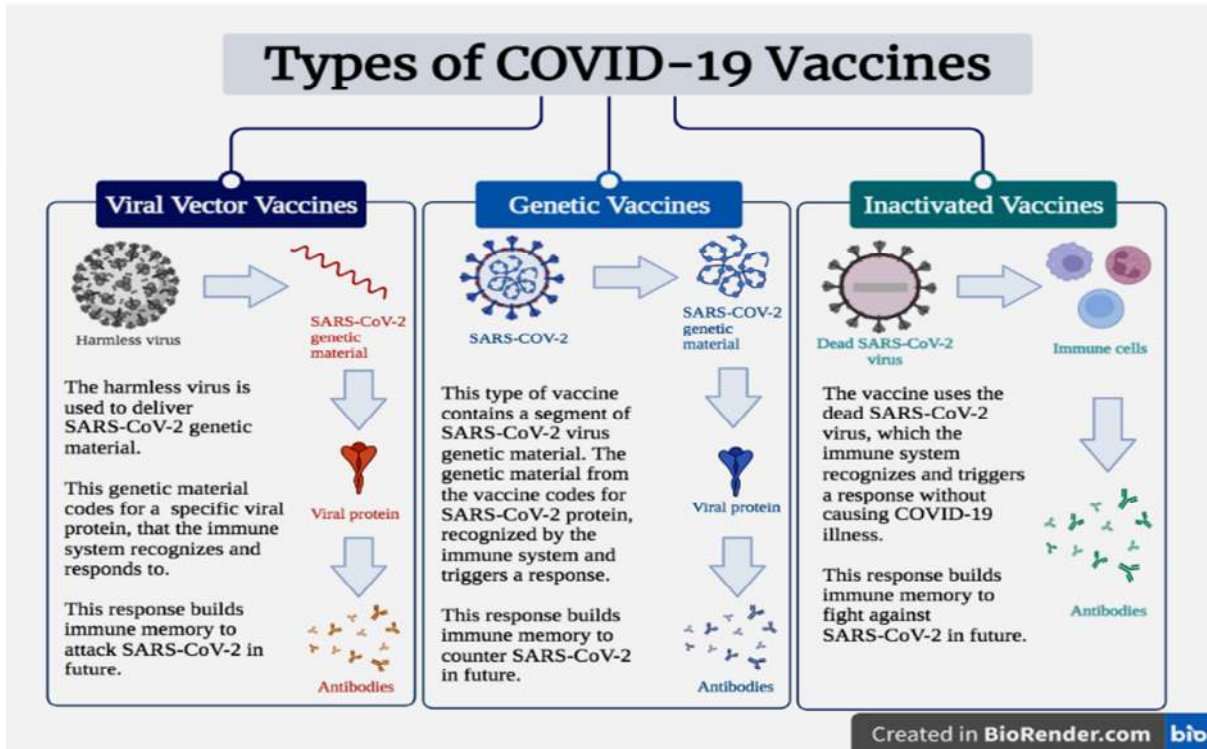 Types of COVID-19 Vaccines
Viral Vector Vaccines
Harmless virus
SARS-CoV-2
genetic
material
The harmless virus is
used to deliver
SARS-CoV-2 genetic
material.
This genetic material
codes for a specific viral
protein, that the immune
system recognizes and
responds to.
This response builds
immune memory to
attack SARS-CoV-2 in
future.
Viral protein
Antibodies
Genetic Vaccines
SARS-COV-2
SARS-COV-2
genetic
material
This type of vaccine
contains a segment of
SARS-CoV-2 virus
genetic material. The
genetic material from
the vaccine codes for
SARS-CoV-2 protein,
recognized by the
immune system and
triggers a response.
This response builds
immune memory to
counter SARS-CoV-2
in future.
Viral protein
Antibodies
Inactivated Vaccines
Dead SARS-CoV-2
virus
Immune cells
The vaccine uses the
dead SARS-CoV-2
virus, which the
immune system
recognizes and triggers
a response without
causing COVID-19
illness.
This response builds
immune memory to
fight against
SARS-CoV-2 in future.
Antibodies
Created in BioRender.com bio